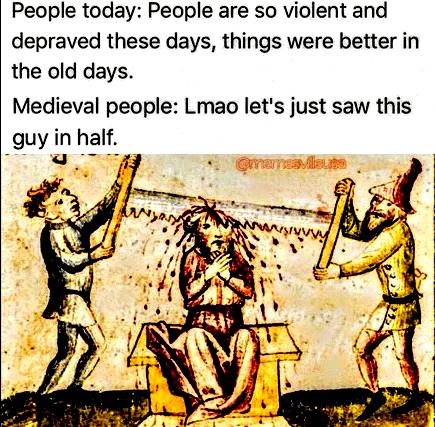 People today: People are so violent and
depraved these days, things were better in
the old days.
Medieval people: Lmao let's just saw this
guy in half.